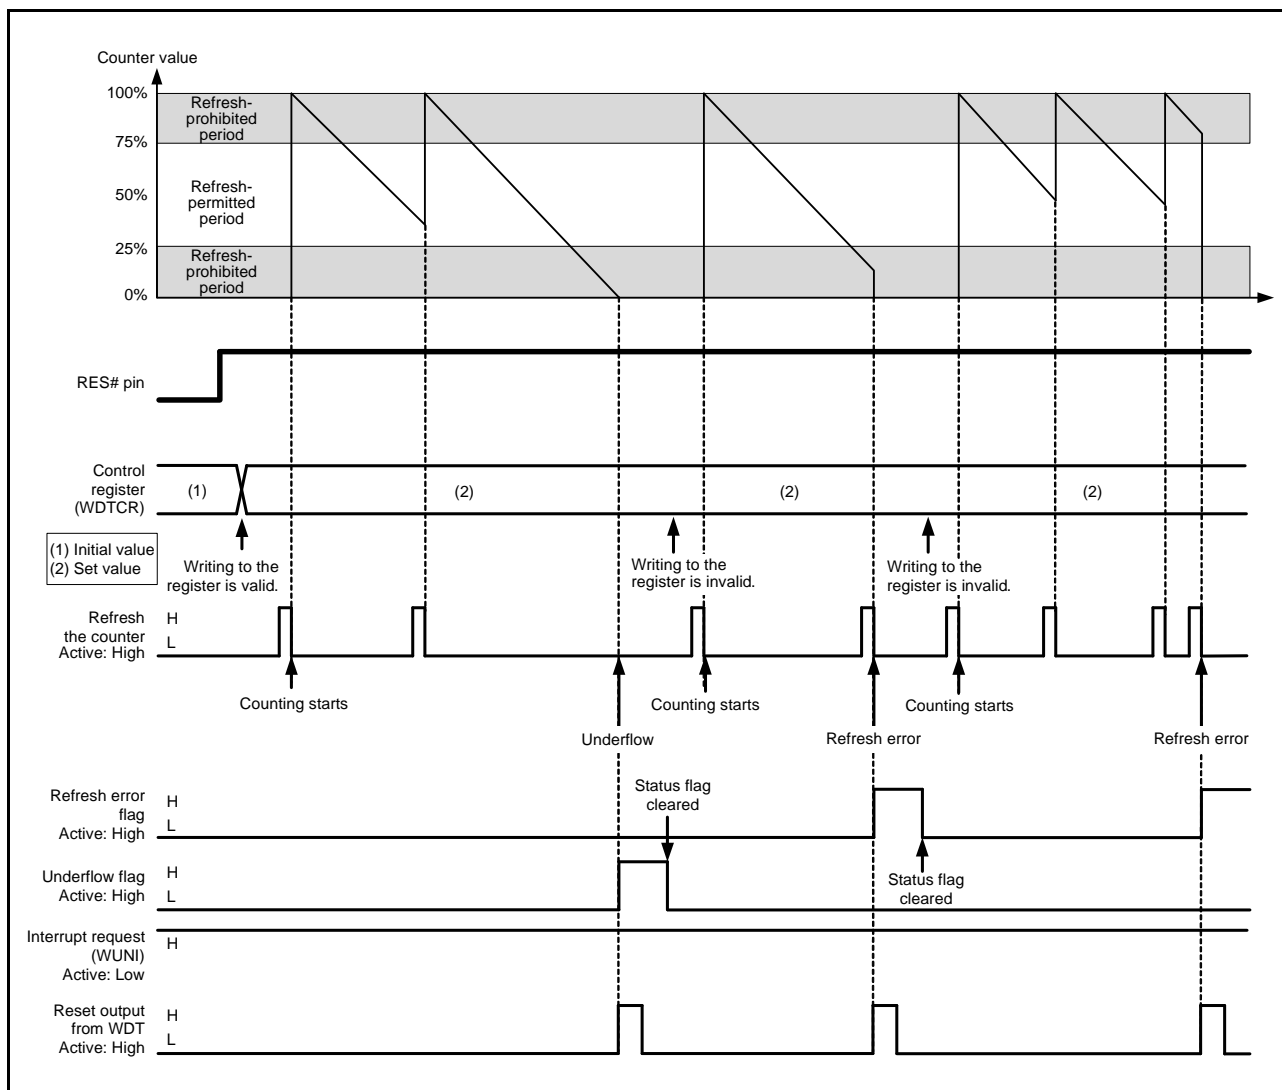 Counter value
100%
Refresh-
prohibited
period
75%
Refresh-
permitted
period
50%
25%
Refresh-
prohibited
period
0%
RES# pin
Control
register
(WDTCR)
(1)
(2)
(2)
(2)
(1) Initial value
(2) Set value
Writing to the
register is valid.
Writing to the
register is invalid.
Writing to the
register is invalid.
Refresh
the counter
Active: High
H
L
Counting starts
Counting starts
Counting starts
Underflow
Refresh error
Refresh error
Refresh error
flag
Active: High
H
L
Status flag
cleared
Underflow flag
Active: High
H
L
Status flag
cleared
Interrupt request
(WUNI)
Active: Low
H
Reset output
from WDT
Active: High
H
L